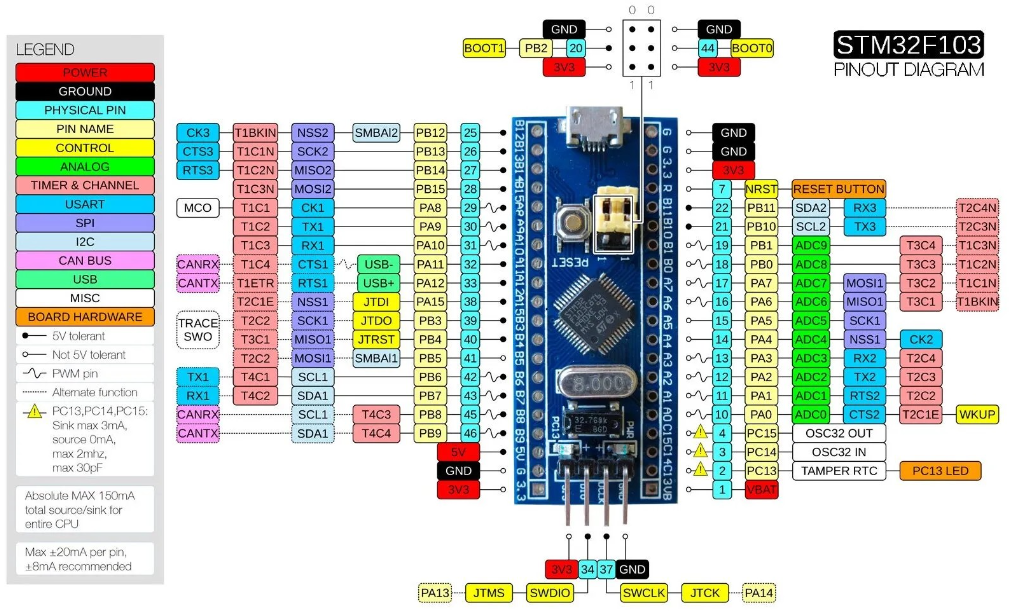 0 0
GND GND
BOOT1 PB2 20 44 BOOT0
3V3 3V3
1 1
STM32F103
PINOUT DIAGRAM
LEGEND
POWER
GROUND
PHYSICAL PIN
PIN NAME
CONTROL
ANALOG
TIMER & CHANNEL
USART
SPI
I2C
CAN BUS
USB
MISC
BOARD HARDWARE
5V tolerant
Not 5V tolerant
PWM pin
Alternate function
PC13,PC14,PC15:
Sink max 3mA,
source 0mA,
max 2mhz,
max 30pF
Absolute MAX 150mA
total source/sink for
entire CPU
Max ±20mA per pin,
±8mA recommended
CK3 T1BKIN NSS2 SMBAI2 PB12 25
CTS3 T1C1N SCK2 PB13 26
RTS3 T1C2N MISO2 PB14 27
T1C3N MOSI2 PB15 28
MCO T1C1 CK1 PA8 29
T1C2 TX1 PA9 30
T1C3 RX1 PA10 31
CANRX T1C4 CTS1 USB- PA11 32
CANTX T1ETR RTS1 USB+ PA12 33
T2C1E NSS1 JTDI PA15 38
TRACE
SWO
T2C2 SCK1 JTDO PB3 39
T3C1 MISO1 JTRST PB4 40
T2C2 MOSI1 SMBAI1 PB5 41
TX1 T4C1 SCL1 PB6 42
RX1 T4C2 SDA1 PB7 43
CANRX SCL1 T4C3 PB8 45
CANTX SDA1 T4C4 PB9 46
5V
GND
3V3
B12 B13 B14 B15 A8 A9 A10 A11 A12 A15 B3 B4 B5 B6 B7 B8 B9 5V G 3.3
RESET
1 1
8.000
32.768K
PC13
PWR
G G 3.3 R B11 B10 B1 B0 A7 A6 A5 A4 A3 A2 A1 A0 C15 C14 C13 VB
GND
GND
3V3
7 NRST RESET BUTTON
22 PB11 SDA2 RX3 T2C4N
21 PB10 SCL2 TX3 T2C3N
19 PB1 ADC9 T3C4 T1C3N
18 PB0 ADC8 T3C3 T1C2N
17 PA7 ADC7 MOSI1 T3C2 T1C1N
16 PA6 ADC6 MISO1 T3C1 T1BKIN
15 PA5 ADC5 SCK1
14 PA4 ADC4 NSS1 CK2
13 PA3 ADC3 RX2 T2C4
12 PA2 ADC2 TX2 T2C3
11 PA1 ADC1 RTS2 T2C2
10 PA0 ADC0 CTS2 T2C1E WKUP
4 PC15 OSC32 OUT
3 PC14 OSC32 IN
2 PC13 TAMPER RTC PC13 LED
1 VBAT
3V3 34 37 GND
PA13 JTMS SWDIO SWCLK JTCK PA14